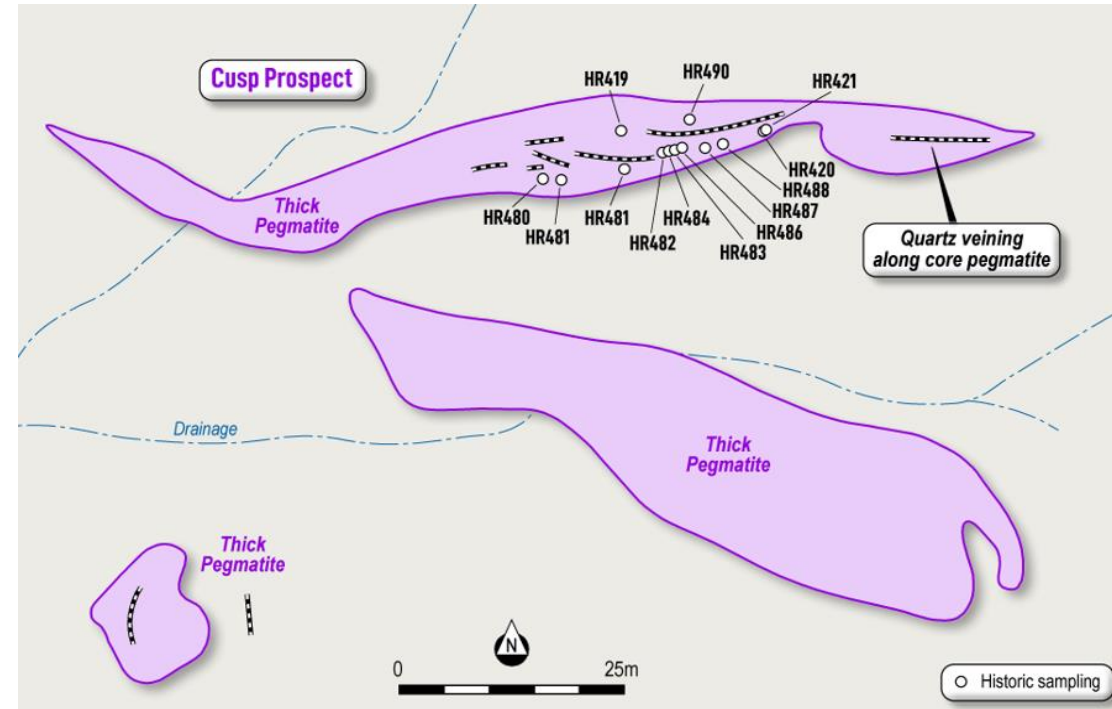 Cusp Prospect
HR419
HR490
HR421
HR420
HR488
HR487
HR486
HR483
HR484
HR482
HR481
HR481
HR480
Thick
Pegmatite
Quartz veining
along core pegmatite
Drainage
Thick
Pegmatite
Thick
Pegmatite
N
0
25m
Historic sampling